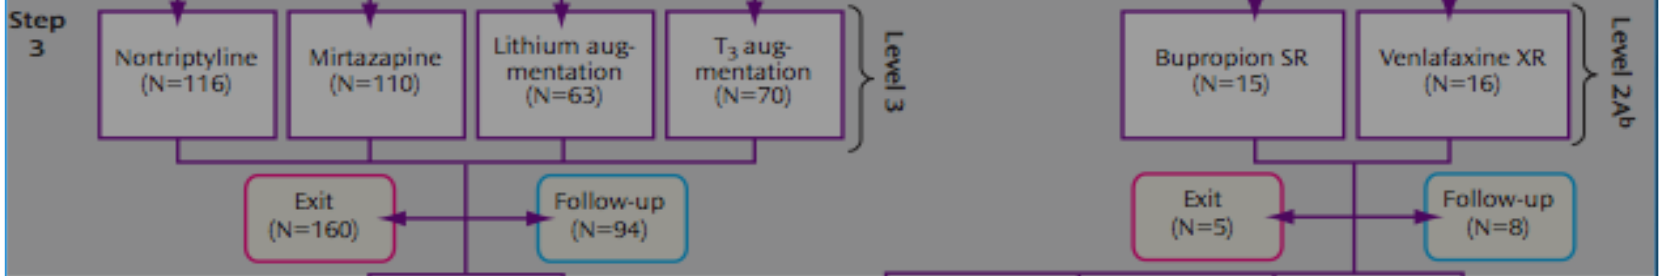 Step
3
Nortriptyline
(N=116)
Mirtazapine
(N=110)
Lithium aug-
mentation
(N=63)
T3 aug-
mentation
(N=70)
Level 3
Bupropion SR
(N=15)
Venlafaxine XR
(N=16)
Level 2Ab
Exit
(N=160)
Follow-up
(N=94)
Exit
(N=5)
Follow-up
(N=8)